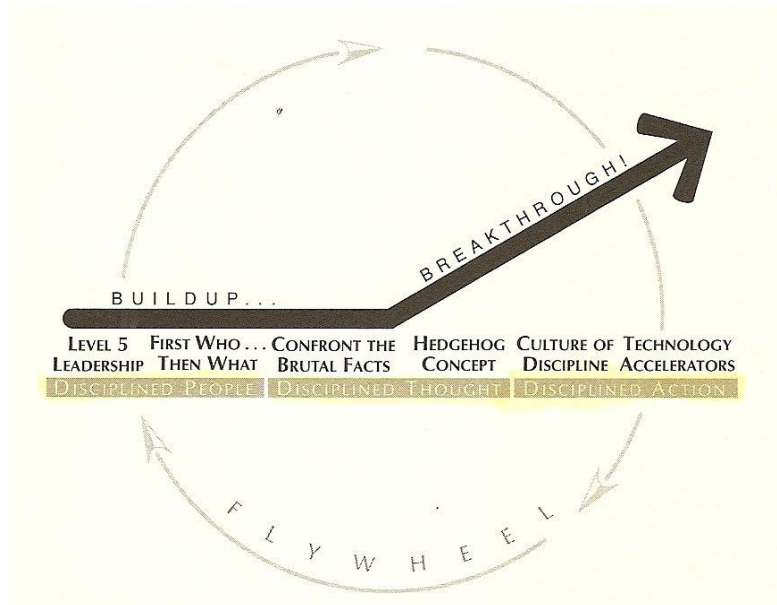 BREAKTHROUGH!
BUILDUP...
LEVEL 5 LEADERSHIP
FIRST WHO... THEN WHAT
CONFRONT THE BRUTAL FACTS
HEDGEHOG CONCEPT
CULTURE OF DISCIPLINE
TECHNOLOGY ACCELERATORS
DISCIPLINED PEOPLE
DISCIPLINED THOUGHT
DISCIPLINED ACTION
FLYWHEEL